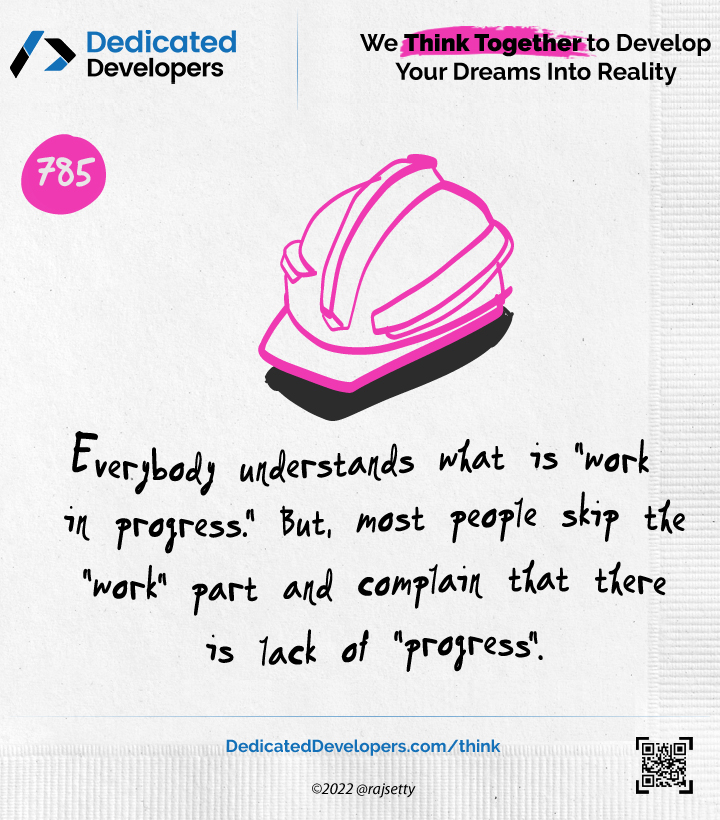 Dedicated
Developers
We Think Together to Develop
Your Dreams Into Reality
785
Everybody understands what is "work
in progress." But, most people skip the
"work" part and complain that there
is lack of "progress".
DedicatedDevelopers.com/think
©2022 @rajsetty